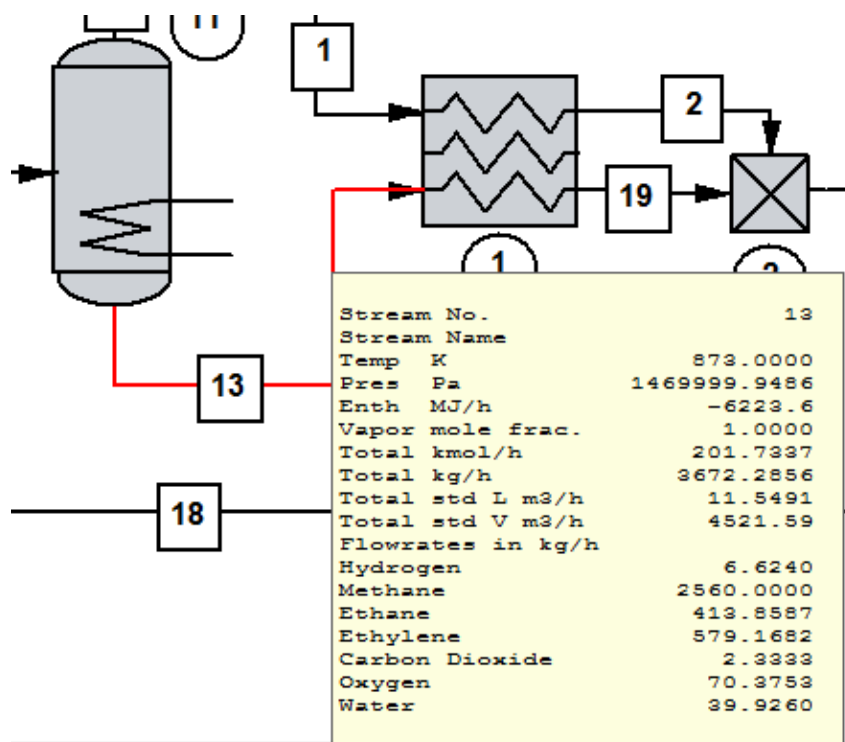 11
1
2
19
1
2
13
18
Stream No. 13
Stream Name
Temp K 873.0000
Pres Pa 1469999.9486
Enth MJ/h -6223.6
Vapor mole frac. 1.0000
Total kmol/h 201.7337
Total kg/h 3672.2856
Total std L m3/h 11.5491
Total std V m3/h 4521.59
Flowrates in kg/h
Hydrogen 6.6240
Methane 2560.0000
Ethane 413.8587
Ethylene 579.1682
Carbon Dioxide 2.3333
Oxygen 70.3753
Water 39.9260